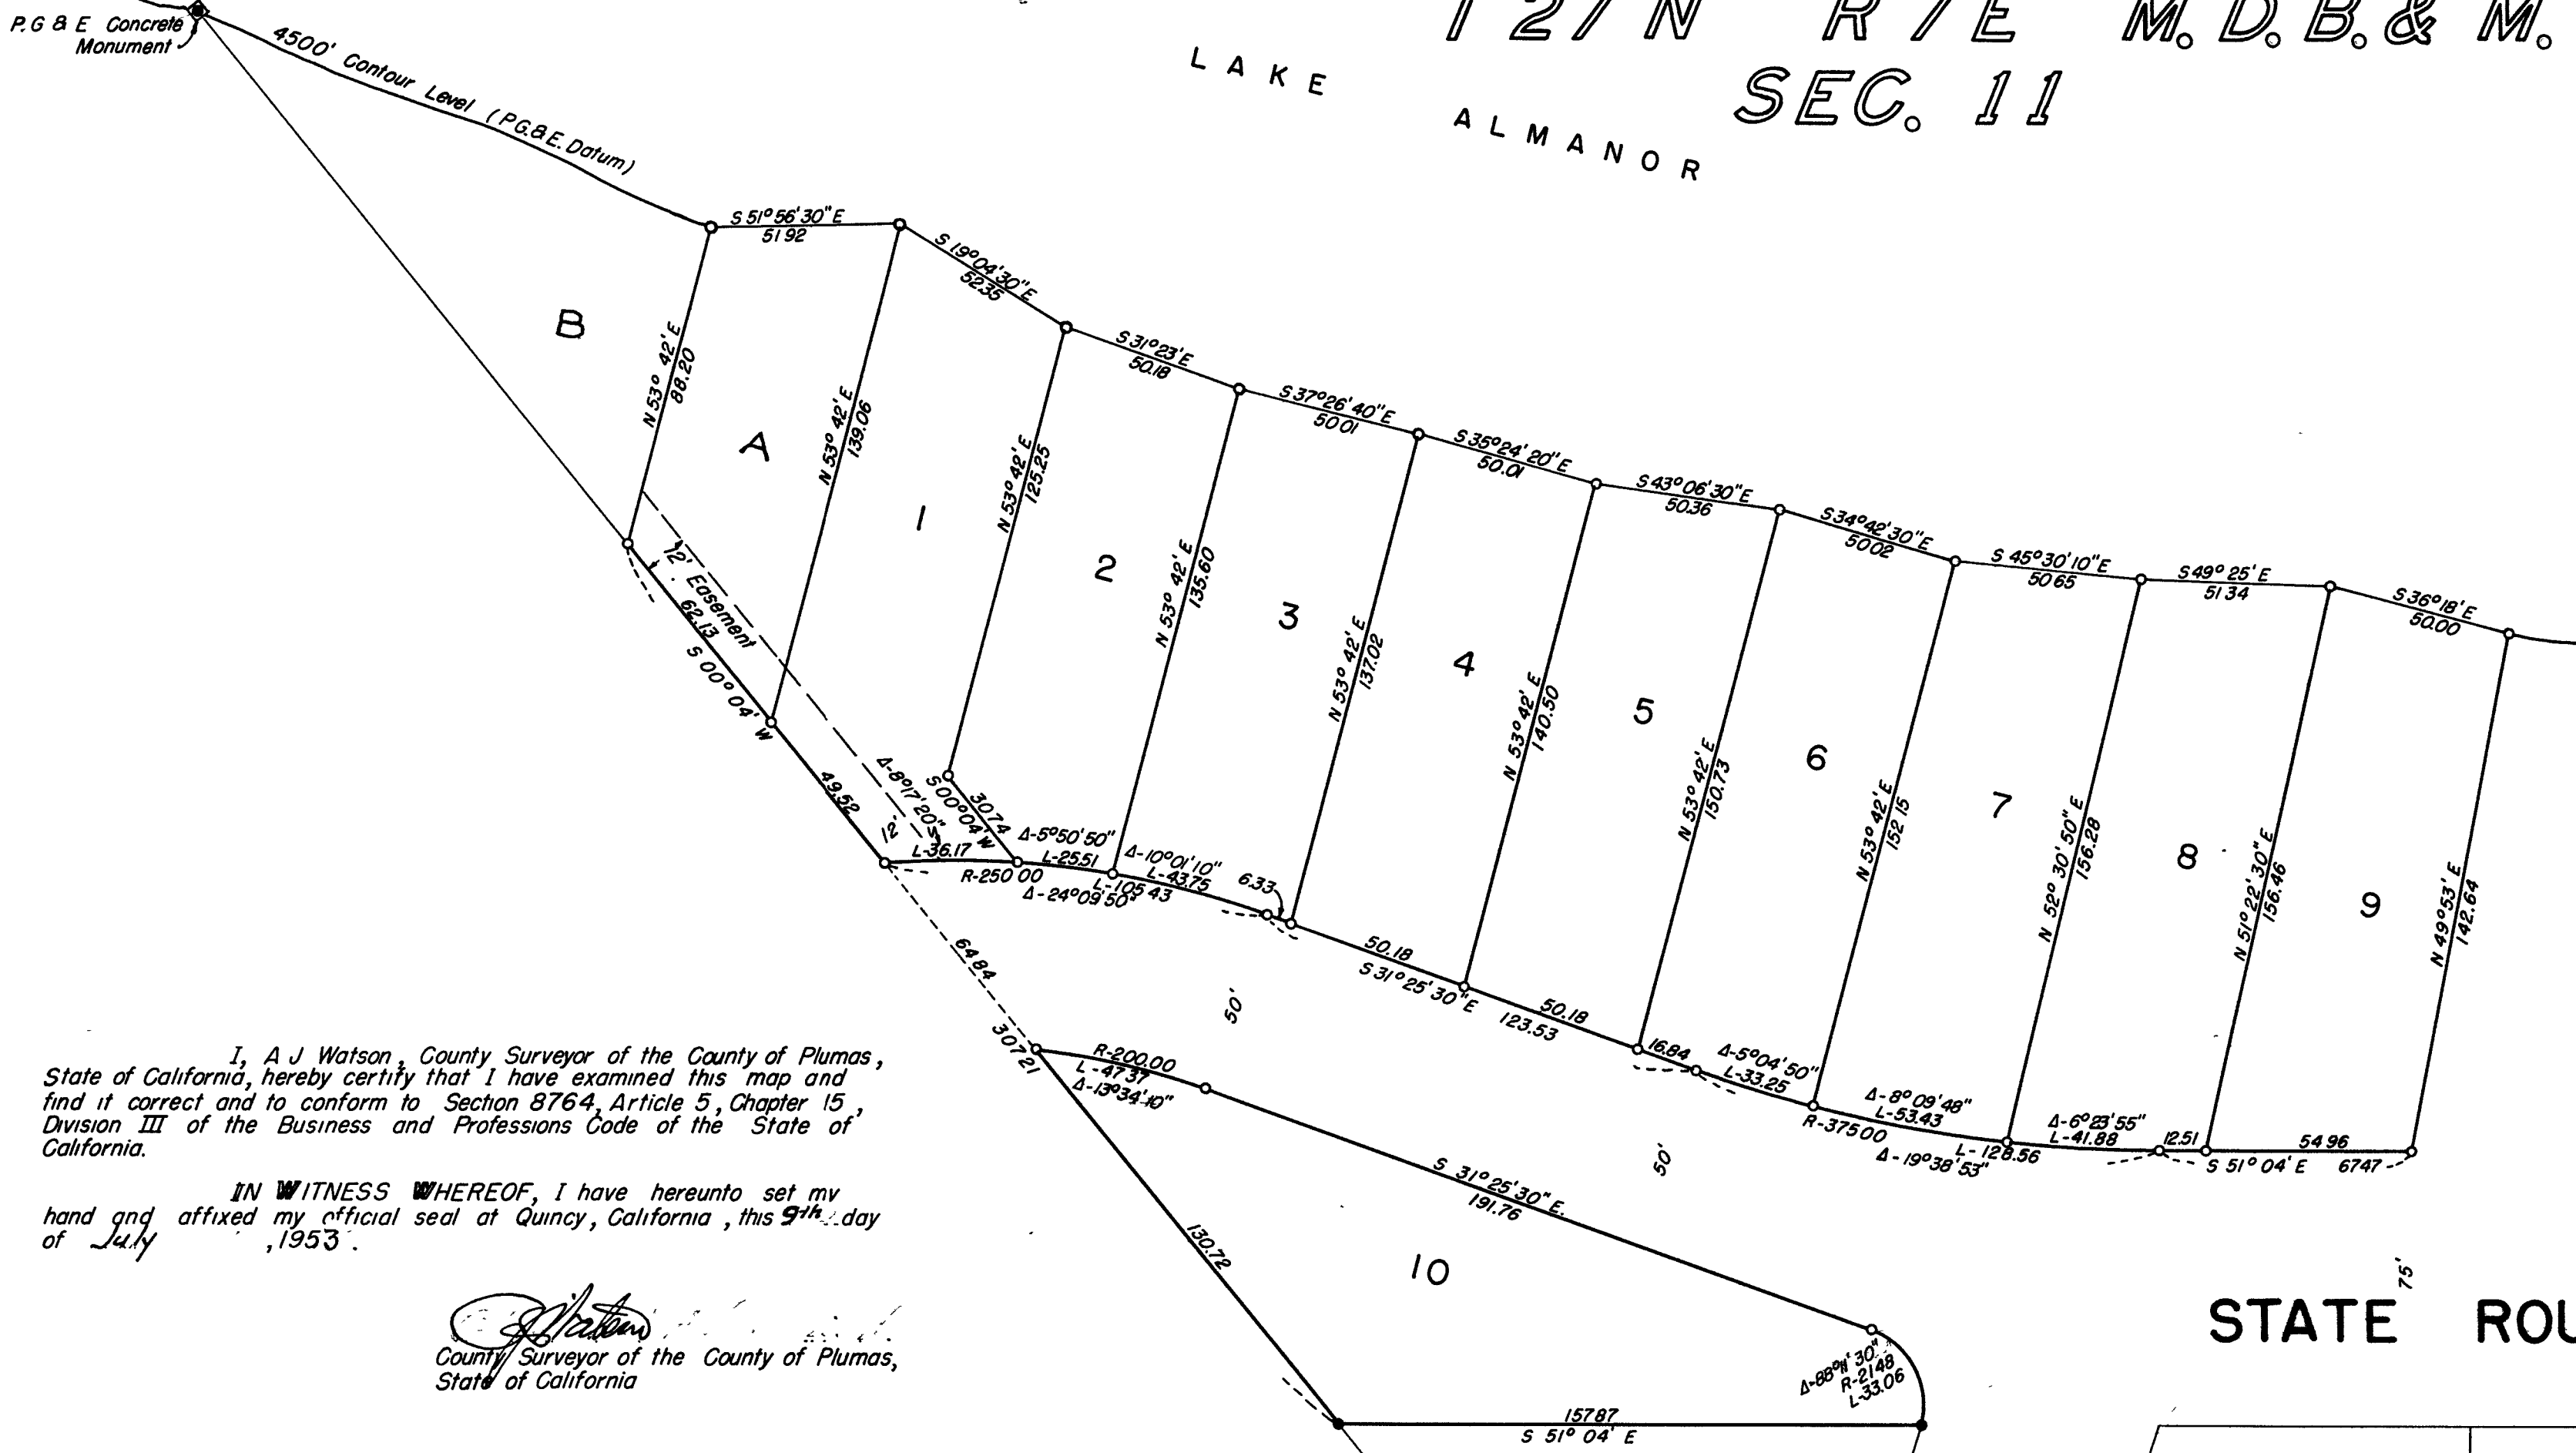 T 27 N R 7 E M. D. B. & M.
SEC. 11
P. G & E Concrete
Monument
4500' Contour Level (P.G.&E. Datum)
LAKE
ALMANOR
S 51° 56' 30" E
51 92
S 19° 04' 30" E
52.35
S 31° 23' E
50.18
S 37° 26' 40" E
50 01
S 35° 24' 20" E
50.01
S 43° 06' 30" E
50.36
S 34° 42' 30" E
50 02
S 45° 30' 10" E
50 65
S 49° 25' E
51 34
S 36° 18' E
50.00
B
N 53° 42' E
88.20
A
N 53° 42' E
139.06
1
N 53° 42' E
125.25
2
N 53° 42' E
135.60
3
N 53° 42' E
137.02
4
N 53° 42' E
140.50
5
N 53° 42' E
150.73
6
N 53° 42' E
152 15
7
N 52° 30' 50" E
156.28
8
N 51° 22' 30" E
156.46
9
N 49° 53' E
142.64
12' Easement
62.13
S 00° 04' W
49.52
12'
Δ-8°17'20"
L-36.17
30 74
S 00° 04' W
R-250 00
Δ-5°50'50"
L-25.51
L-105 43
Δ-24°09'50"
Δ-10°01'10"
L-43.75
6.33
50.18
S 31° 25' 30" E
50.18
123.53
16.84
Δ-5°04'50"
L-33.25
R-375 00
Δ-8°09'48"
L-53.43
L-128.56
Δ-19°38'53"
Δ-6°23'55"
L-41.88
12.51
S 51° 04' E
54 96
67 47
64 84
307 21
50'
50'
75'
R-200.00
L-47 37
Δ-13°34'10"
S 31° 25' 30" E.
191.76
130.72
10
R-21 48
L-33.06
157 87
S 51° 04' E
STATE ROU
I, A J Watson, County Surveyor of the County of Plumas,
State of California, hereby certify that I have examined this map and
find it correct and to conform to Section 8764, Article 5, Chapter 15,
Division III of the Business and Professions Code of the State of
California.
IN WITNESS WHEREOF, I have hereunto set my
hand and affixed my official seal at Quincy, California, this 9th day
of July , 1953.
A J Watson
County Surveyor of the County of Plumas,
State of California